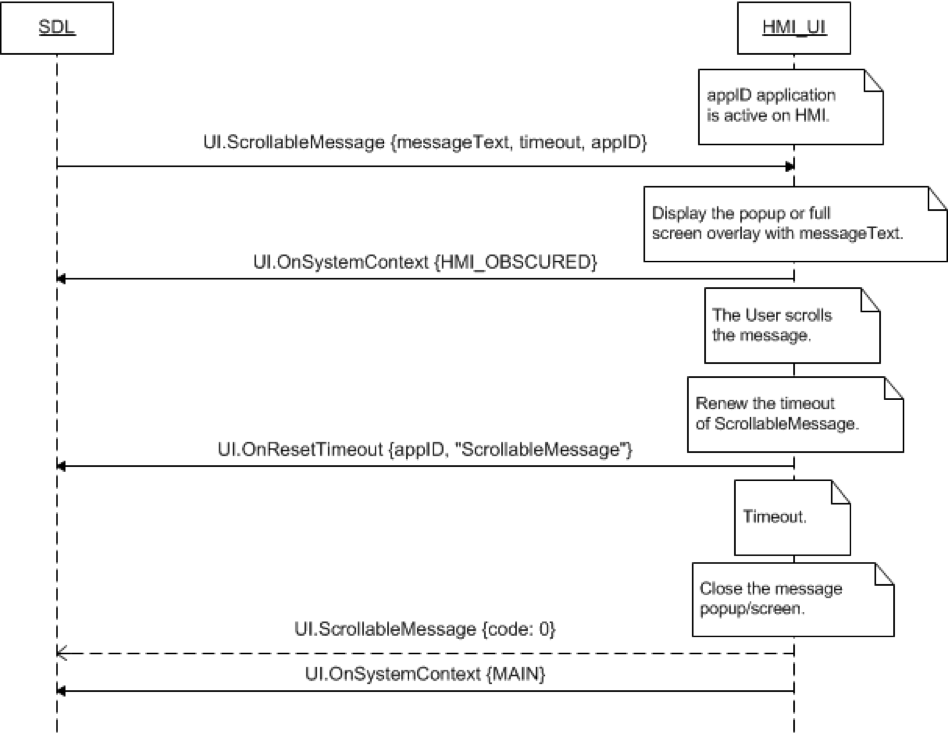 SDL
HMI_UI
appID application
is active on HMI.
UI.ScrollableMessage {messageText, timeout, appID}
Display the popup or full
screen overlay with messageText.
UI.OnSystemContext {HMI_OBSCURED}
The User scrolls
the message.
Renew the timeout
of ScrollableMessage.
UI.OnResetTimeout {appID, "ScrollableMessage"}
Timeout.
Close the message
popup/screen.
UI.ScrollableMessage {code: 0}
UI.OnSystemContext {MAIN}